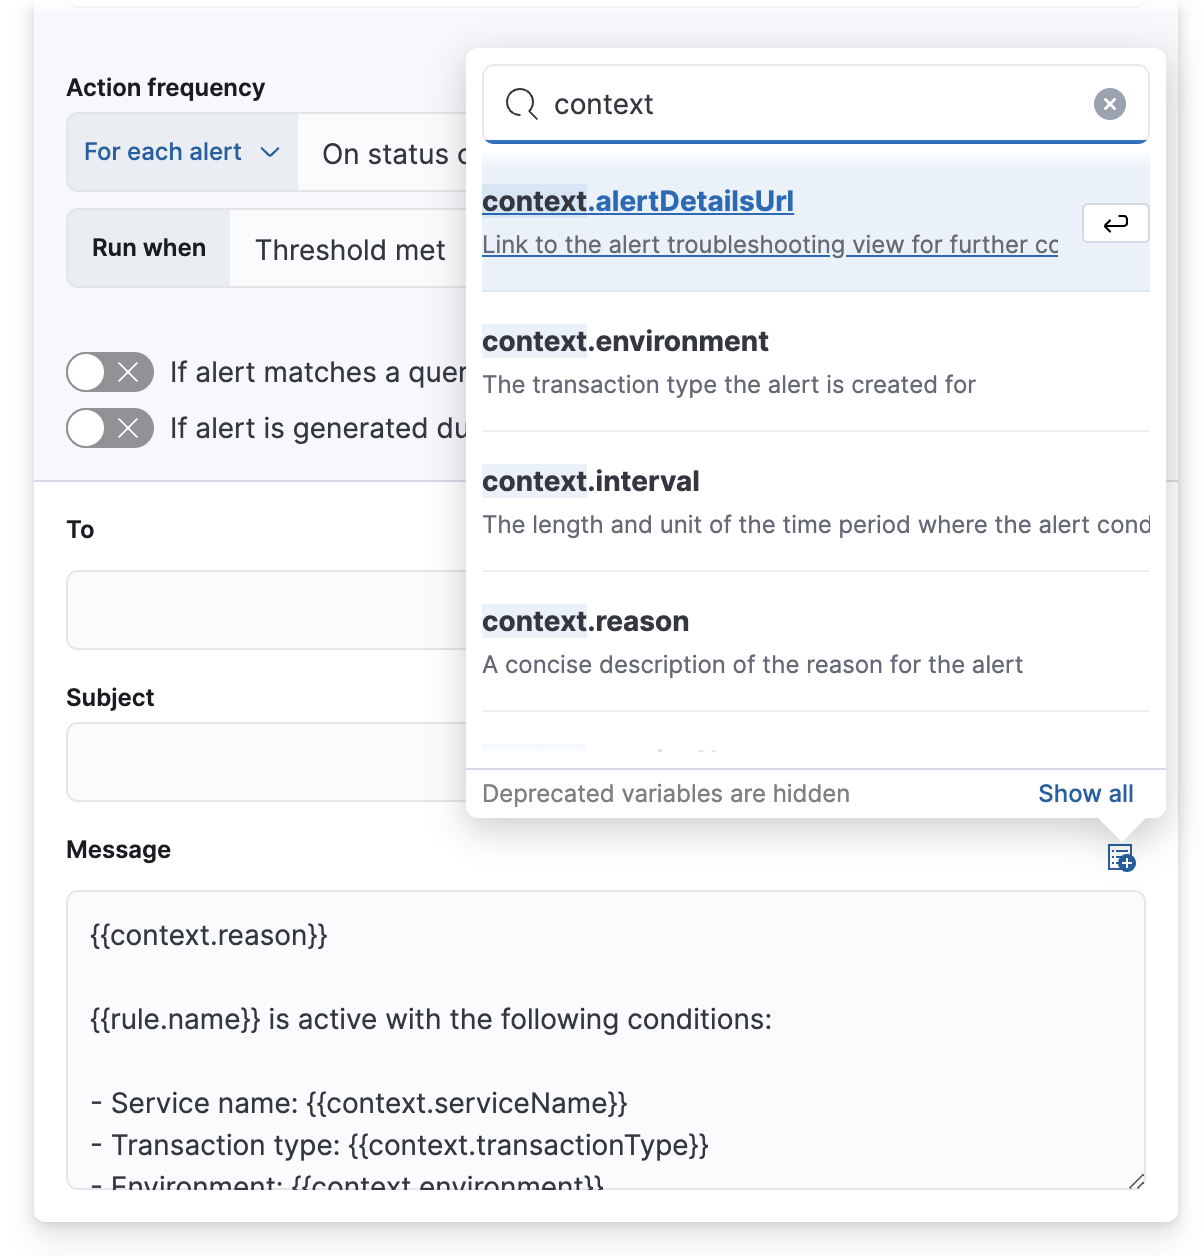 Action frequency
For each alert
On status
Run when
Threshold met
If alert matches a quer
If alert is generated du
context
context.alertDetailsUrl
Link to the alert troubleshooting view for further co
context.environment
The transaction type the alert is created for
context.interval
The length and unit of the time period where the alert cond
context.reason
A concise description of the reason for the alert
Deprecated variables are hidden
Show all
To
Subject
Message
{{context.reason}}
{{rule.name}} is active with the following conditions:
- Service name: {{context.serviceName}}
- Transaction type: {{context.transactionType}}
- Environment: {{context.environment}}